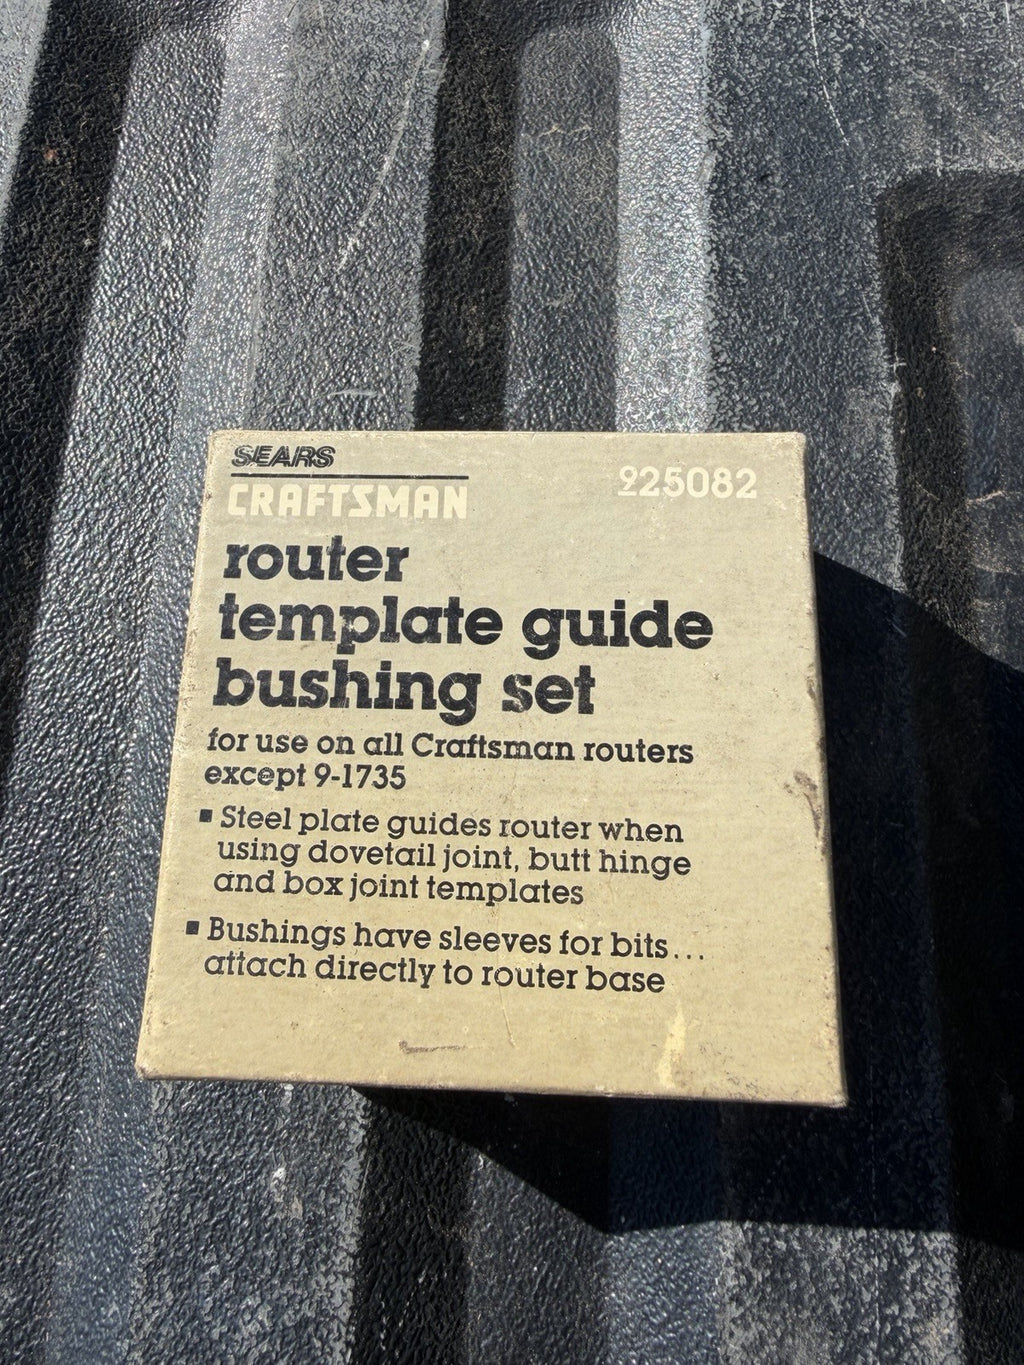 SEARS
CRAFTSMAN
925082
router
template guide
bushing set
for use on all Craftsman routers
except 9-1735
▪ Steel plate guides router when
using dovetail joint, butt hinge
and box joint templates
▪ Bushings have sleeves for bits...
attach directly to router base